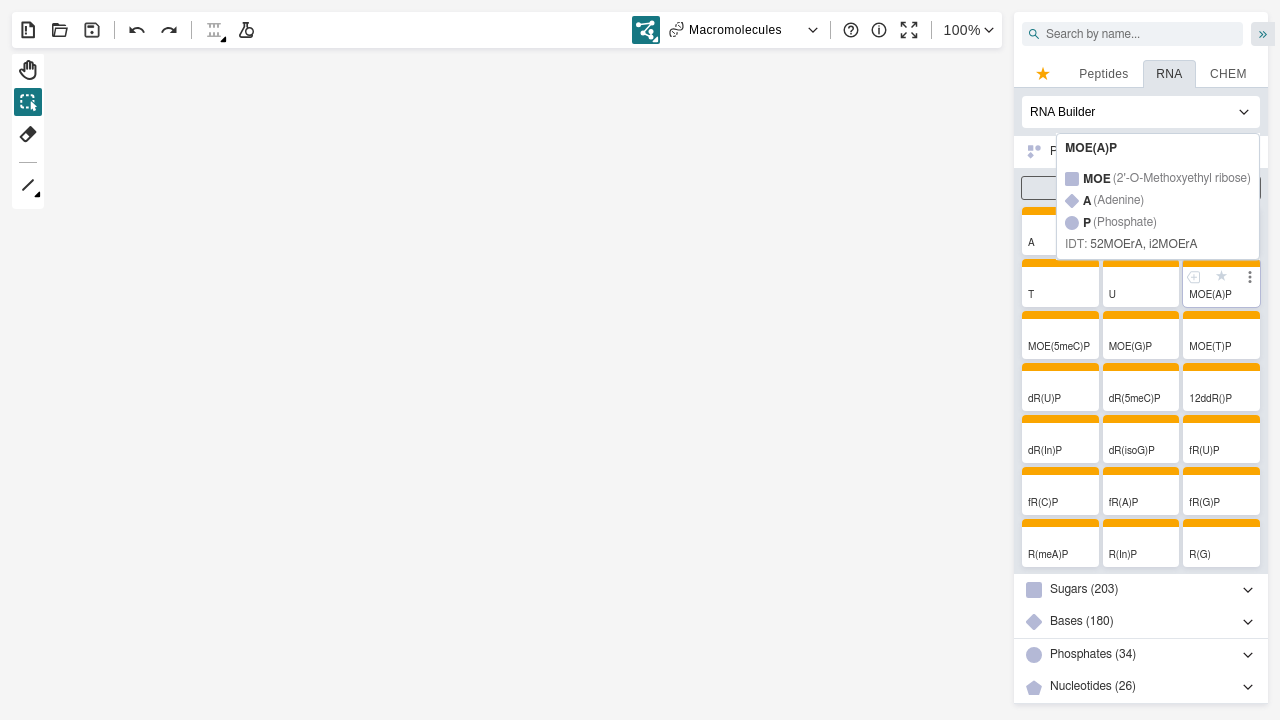 Macromolecules
100%
Search by name...
Peptides
RNA
CHEM
RNA Builder
MOE(A)P
MOE (2'-O-Methoxyethyl ribose)
A (Adenine)
P (Phosphate)
IDT: 52MOErA, i2MOErA
A
T
U
MOE(A)P
MOE(5meC)P
MOE(G)P
MOE(T)P
dR(U)P
dR(5meC)P
12ddR()P
dR(In)P
dR(isoG)P
fR(U)P
fR(C)P
fR(A)P
fR(G)P
R(meA)P
R(In)P
R(G)
Sugars (203)
Bases (180)
Phosphates (34)
Nucleotides (26)